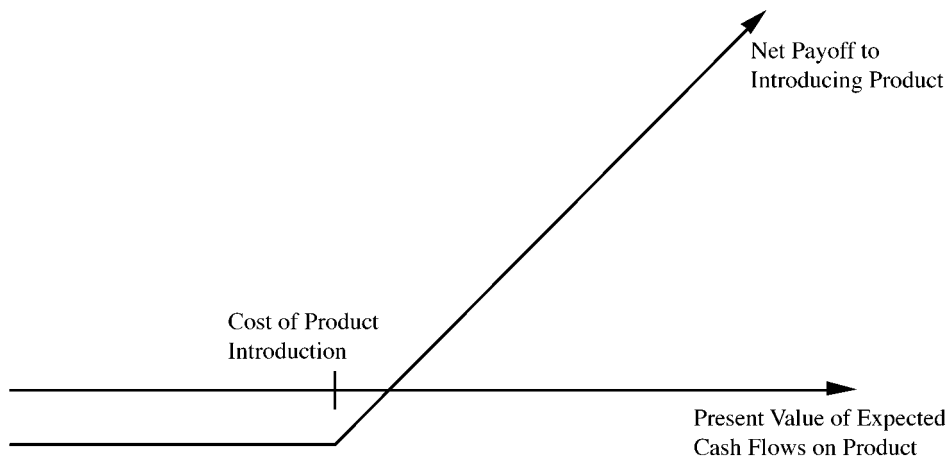 Net Payoff to
Introducing Product
Cost of Product
Introduction
Present Value of Expected
Cash Flows on Product